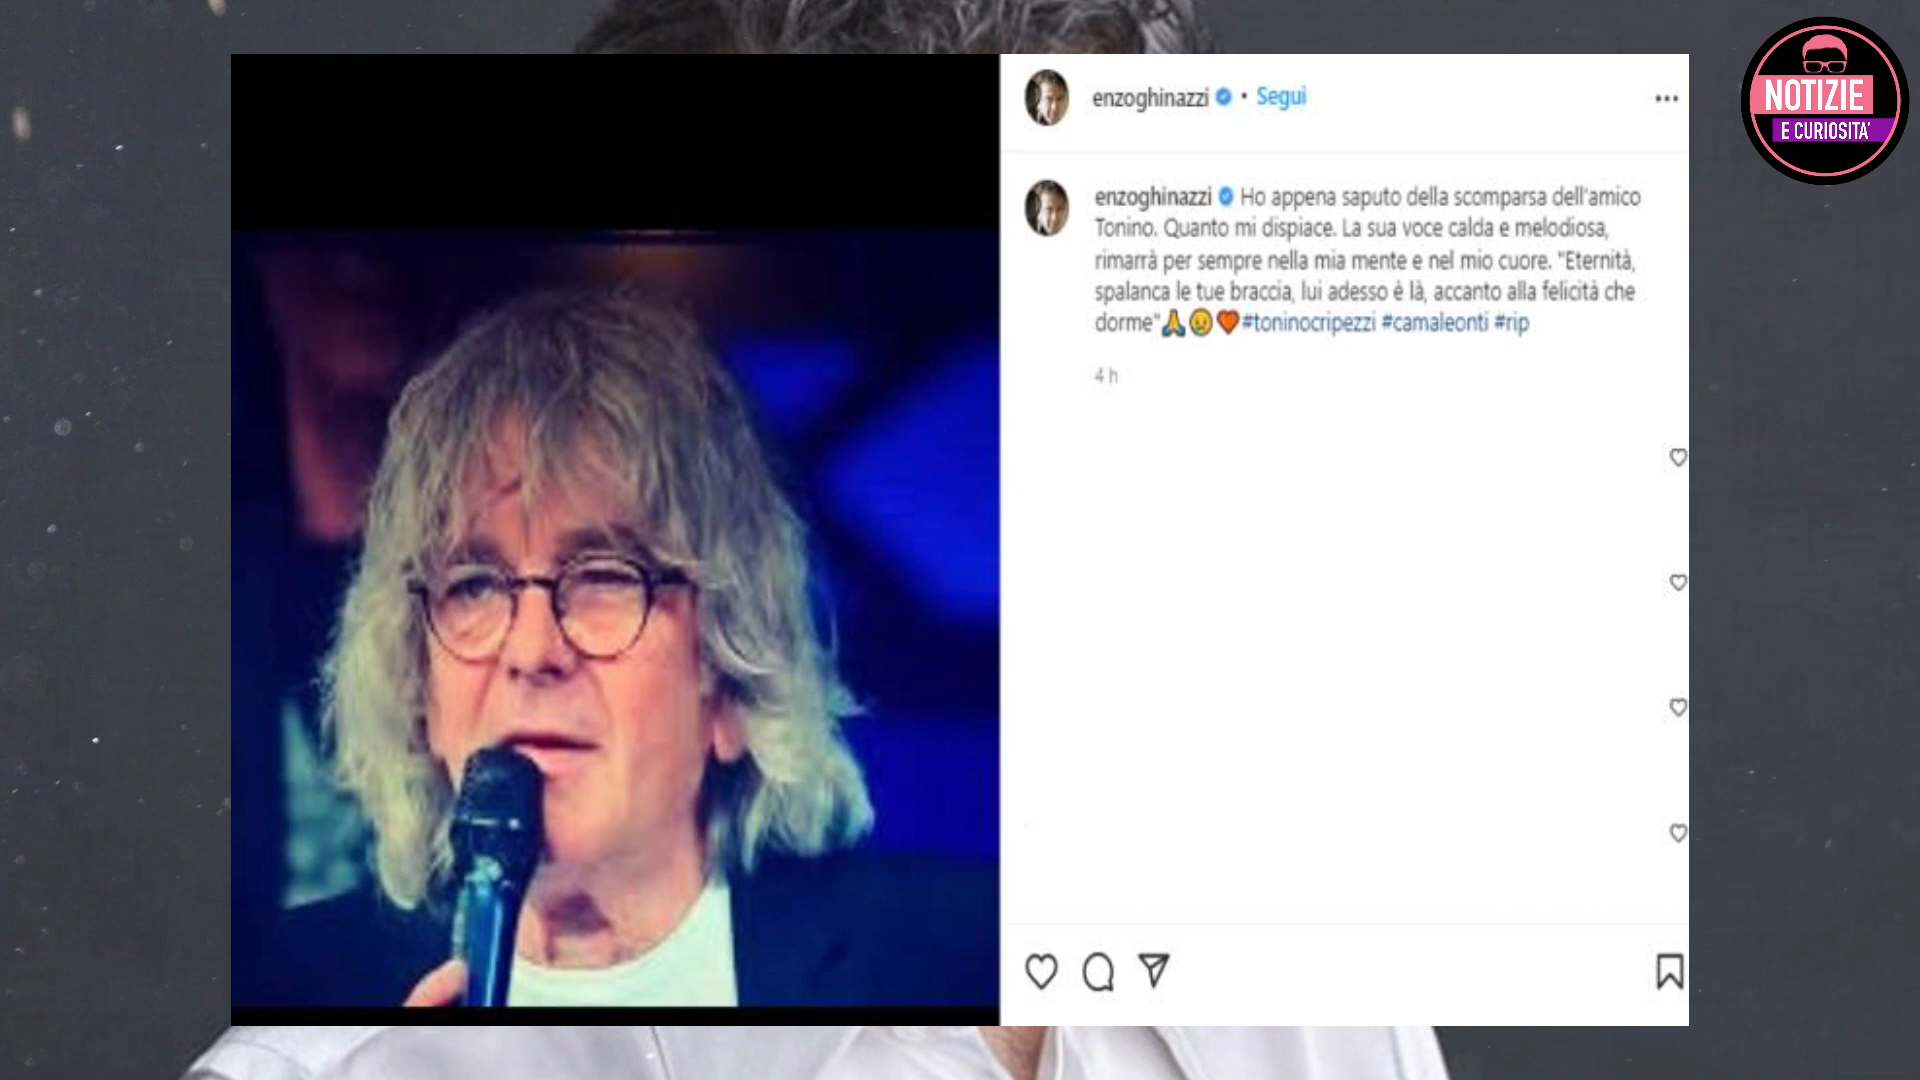 NOTIZIE
E CURIOSITA'
enzoghinazzi • Segui
enzoghinazzi Ho appena saputo della scomparsa dell'amico
Tonino. Quanto mi dispiace. La sua voce calda e melodiosa,
rimarrà per sempre nella mia mente e nel mio cuore. "Eternità,
spalanca le tue braccia, lui adesso è là, accanto alla felicità che
dorme"🙏😢❤️#toninocripezzi #camaleonti #rip
4 h